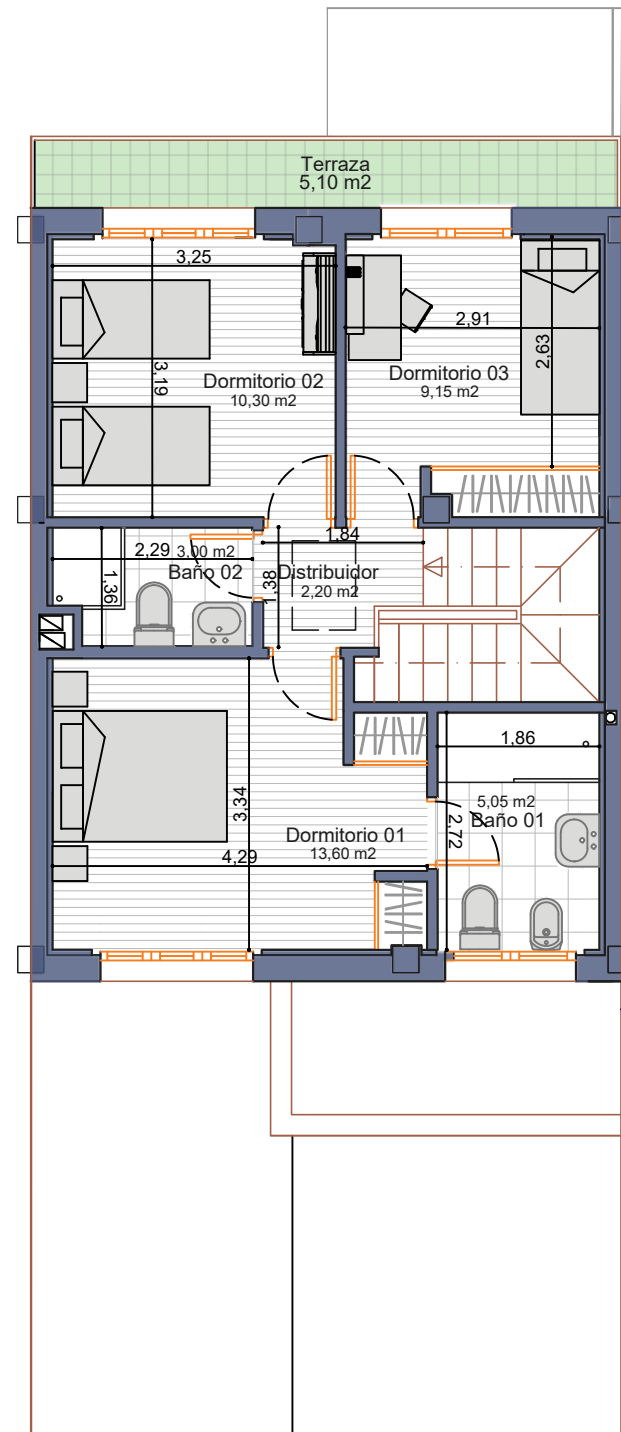 Terraza
5,10 m2
3,25
2,91
3,19
2,63
Dormitorio 02
10,30 m2
Dormitorio 03
9,15 m2
1,84
2,29
3,00 m2
Baño 02
1,36
1,38
Distribuidor
2,20 m2
1,86
5,05 m2
Baño 01
2,72
3,34
Dormitorio 01
13,60 m2
4,29